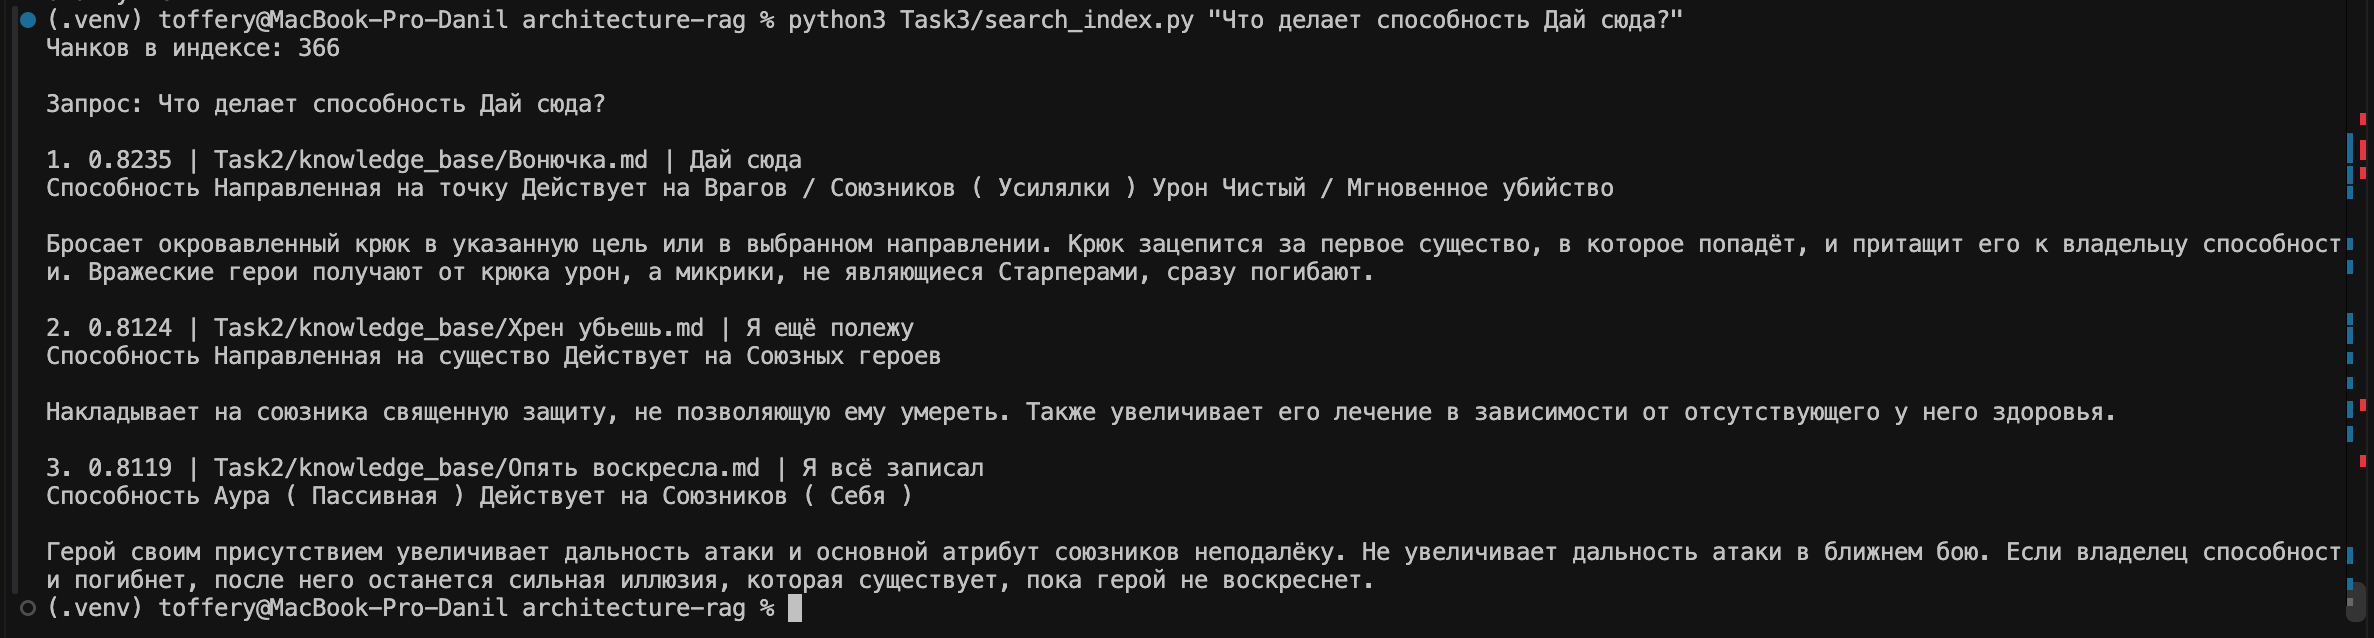 (.venv) toffery@MacBook-Pro-Danil architecture-rag % python3 Task3/search_index.py "Что делает способность Дай сюда?"
Чанков в индексе: 366
Запрос: Что делает способность Дай сюда?
1. 0.8235 | Task2/knowledge_base/Вонючка.md | Дай сюда
Способность Направленная на точку Действует на Врагов / Союзников ( Усилялки ) Урон Чистый / Мгновенное убийство
Бросает окровавленный крюк в указанную цель или в выбранном направлении. Крюк зацепится за первое существо, в которое попадёт, и притащит его к владельцу способност
и. Вражеские герои получают от крюка урон, а микрики, не являющиеся Старперами, сразу погибают.
2. 0.8124 | Task2/knowledge_base/Хрен убьешь.md | Я ещё полежу
Способность Направленная на существо Действует на Союзных героев
Накладывает на союзника священную защиту, не позволяющую ему умереть. Также увеличивает его лечение в зависимости от отсутствующего у него здоровья.
3. 0.8119 | Task2/knowledge_base/Опять воскресла.md | Я всё записал
Способность Аура ( Пассивная ) Действует на Союзников ( Себя )
Герой своим присутствием увеличивает дальность атаки и основной атрибут союзников неподалёку. Не увеличивает дальность атаки в ближнем бою. Если владелец способност
и погибнет, после него останется сильная иллюзия, которая существует, пока герой не воскреснет.
(.venv) toffery@MacBook-Pro-Danil architecture-rag %